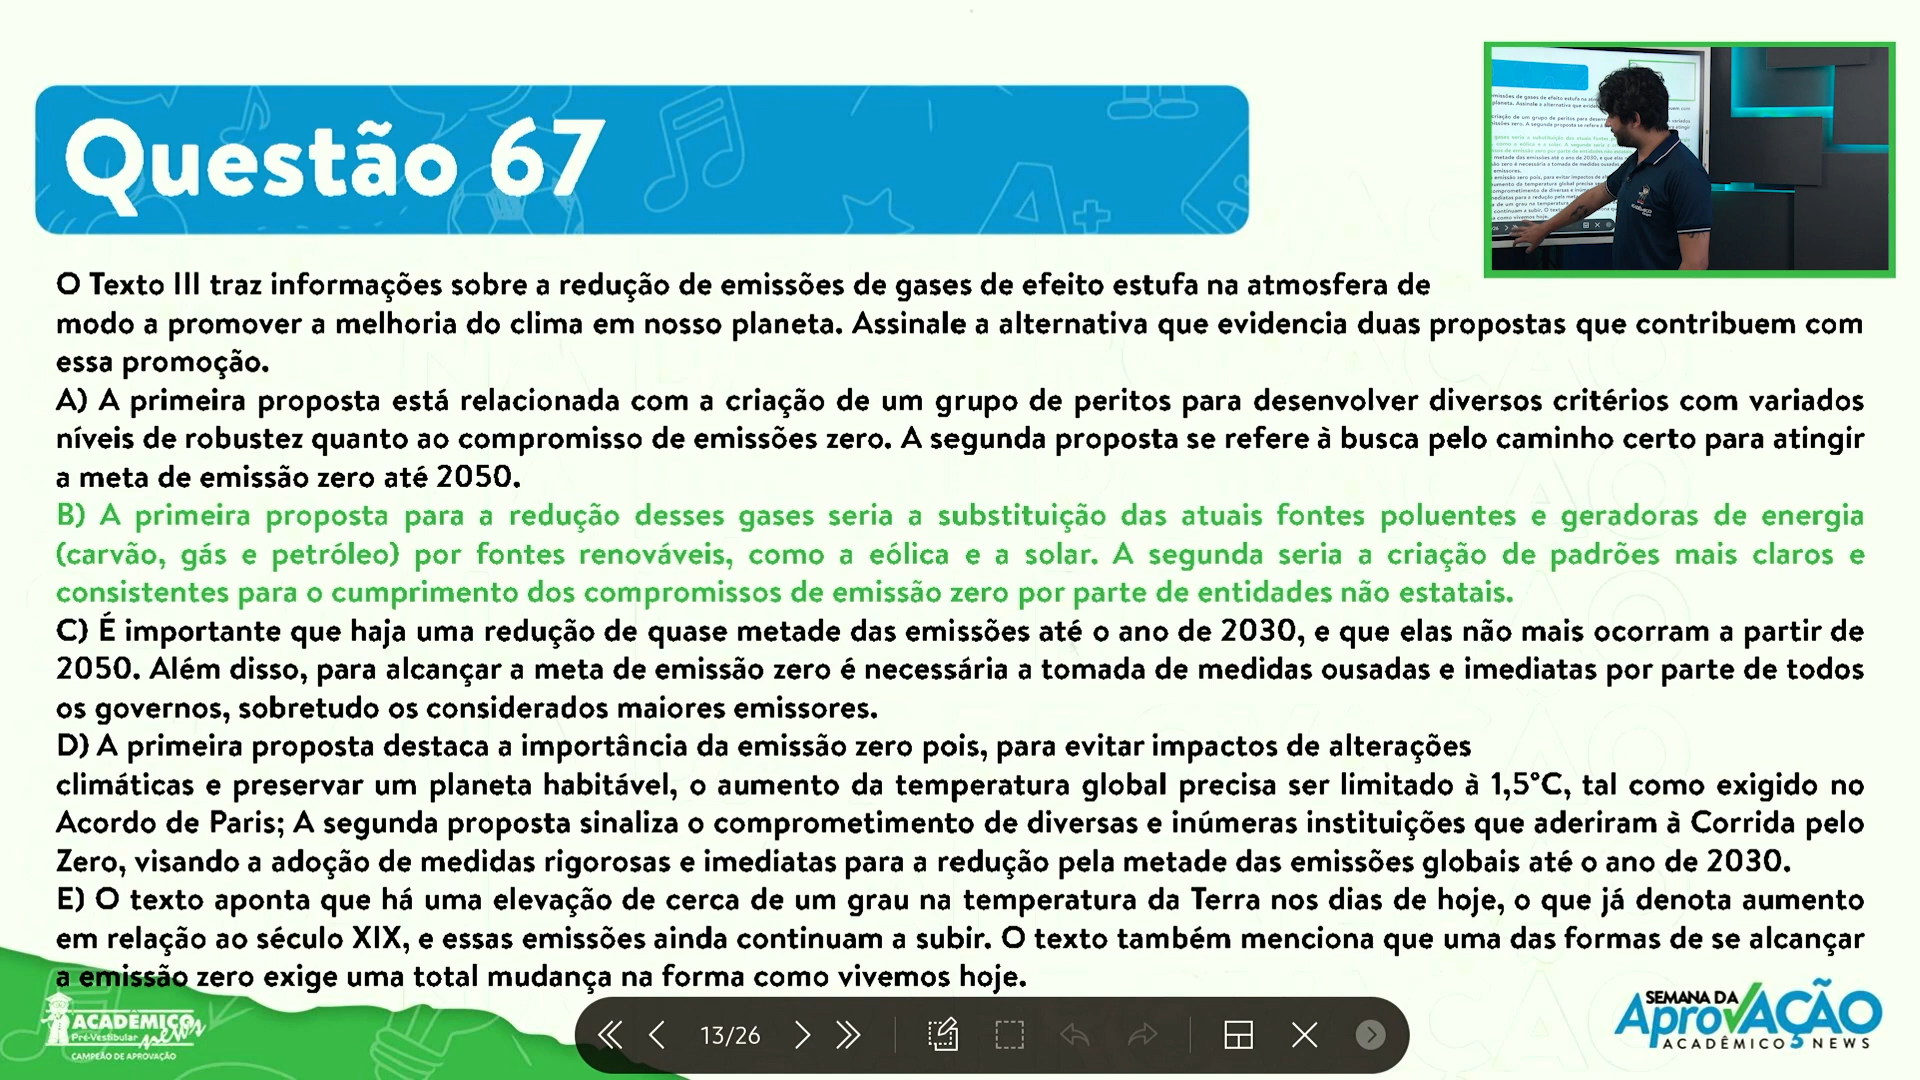 Questão 67
O Texto III traz informações sobre a redução de emissões de gases de efeito estufa na atmosfera de
modo a promover a melhoria do clima em nosso planeta. Assinale a alternativa que evidencia duas propostas que contribuem com
essa promoção.
A) A primeira proposta está relacionada com a criação de um grupo de peritos para desenvolver diversos critérios com variados
níveis de robustez quanto ao compromisso de emissões zero. A segunda proposta se refere à busca pelo caminho certo para atingir
a meta de emissão zero até 2050.
B) A primeira proposta para a redução desses gases seria a substituição das atuais fontes poluentes e geradoras de energia
(carvão, gás e petróleo) por fontes renováveis, como a eólica e a solar. A segunda seria a criação de padrões mais claros e
consistentes para o cumprimento dos compromissos de emissão zero por parte de entidades não estatais.
C) É importante que haja uma redução de quase metade das emissões até o ano de 2030, e que elas não mais ocorram a partir de
2050. Além disso, para alcançar a meta de emissão zero é necessária a tomada de medidas ousadas e imediatas por parte de todos
os governos, sobretudo os considerados maiores emissores.
D) A primeira proposta destaca a importância da emissão zero pois, para evitar impactos de alterações
climáticas e preservar um planeta habitável, o aumento da temperatura global precisa ser limitado à 1,5°C, tal como exigido no
Acordo de Paris; A segunda proposta sinaliza o comprometimento de diversas e inúmeras instituições que aderiram à Corrida pelo
Zero, visando a adoção de medidas rigorosas e imediatas para a redução pela metade das emissões globais até o ano de 2030.
E) O texto aponta que há uma elevação de cerca de um grau na temperatura da Terra nos dias de hoje, o que já denota aumento
em relação ao século XIX, e essas emissões ainda continuam a subir. O texto também menciona que uma das formas de se alcançar
a emissão zero exige uma total mudança na forma como vivemos hoje.
ACADÊMICO news
Pré-Vestibular
CAMPEÃO DE APROVAÇÃO
13/26
SEMANA DA
AprovAÇÃO
ACADÊMICO NEWS